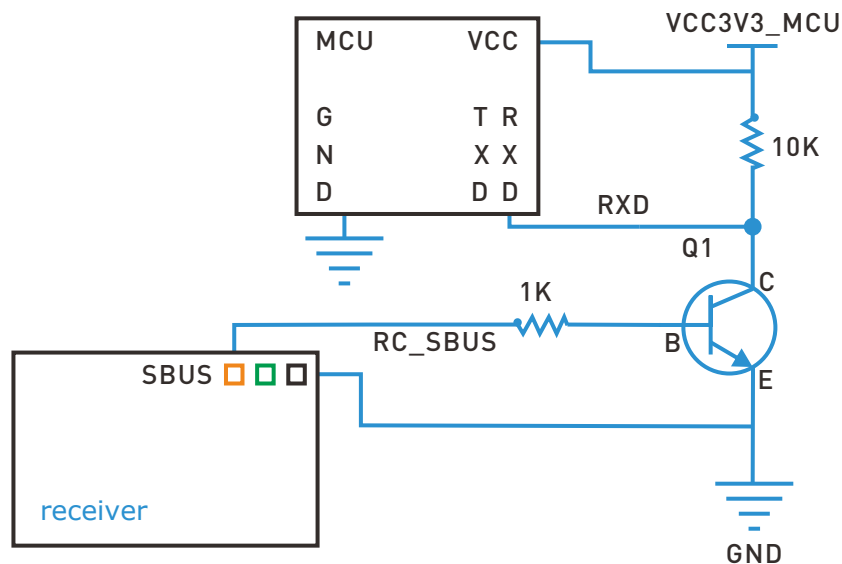 VCC3V3_MCU
MCU VCC
G T R
N X X
D D D
10K
RXD
Q1
C
1K
RC_SBUS
B
E
SBUS
receiver
GND